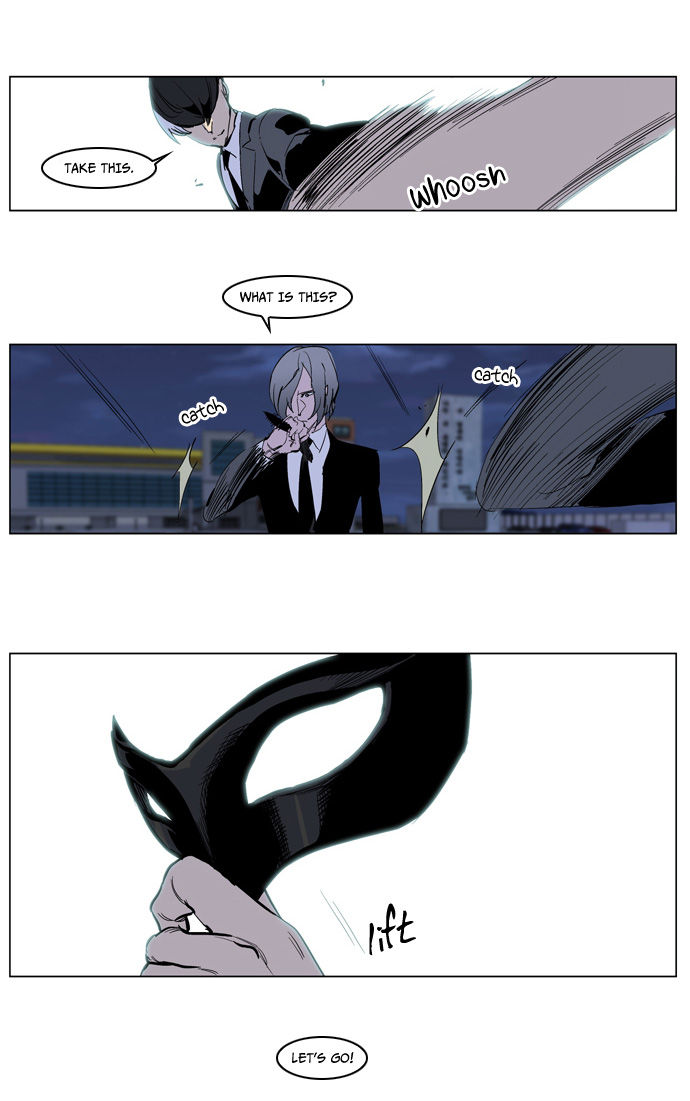 TAKE THIS.
WHOOSH
WHAT IS THIS?
catch
catch
lift
LET'S GO!